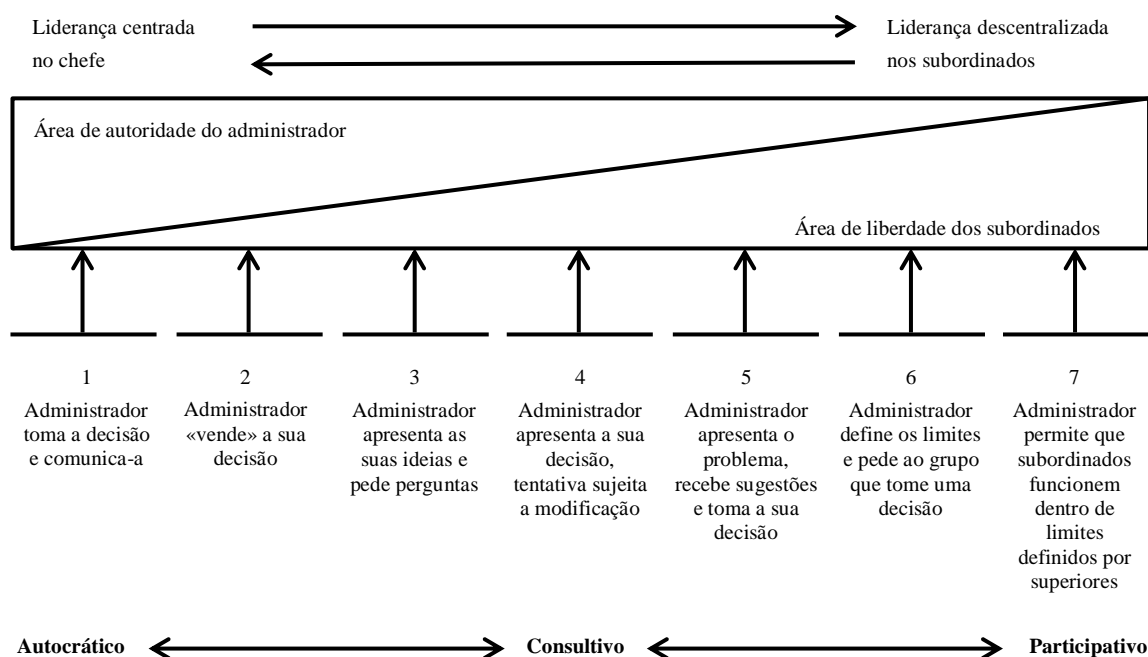 Liderança centrada
no chefe
Liderança descentralizada
nos subordinados
Área de autoridade do administrador
Área de liberdade dos subordinados
1
Administrador
toma a decisão
e comunica-a
2
Administrador
«vende» a sua
decisão
3
Administrador
apresenta as
suas ideias e
pede perguntas
4
Administrador
apresenta a sua
decisão,
tentativa sujeita
a modificação
5
Administrador
apresenta o
problema,
recebe sugestões
e toma a sua
decisão
6
Administrador
define os limites
e pede ao grupo
que tome uma
decisão
7
Administrador
permite que
subordinados
funcionem
dentro de
limites
definidos por
superiores
Autocrático
Consultivo
Participativo